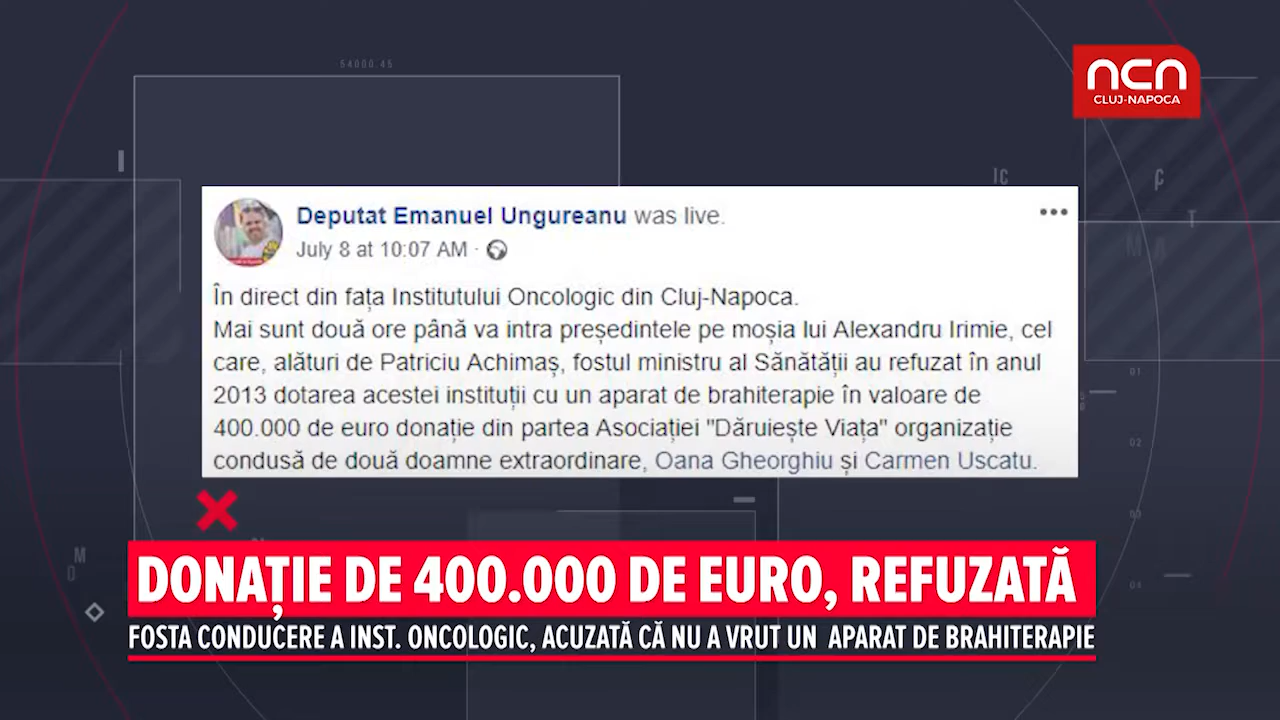 54000.45
ncn
CLUJ-NAPOCA
Deputat Emanuel Ungureanu was live.
July 8 at 10:07 AM ·
În direct din fața Institutului Oncologic din Cluj-Napoca.
Mai sunt două ore până va intra președintele pe moșia lui Alexandru Irimie, cel
care, alături de Patriciu Achimaș, fostul ministru al Sănătății au refuzat în anul
2013 dotarea acestei instituții cu un aparat de brahiterapie în valoare de
400.000 de euro donație din partea Asociației "Dăruiește Viața" organizație
condusă de două doamne extraordinare, Oana Gheorghiu și Carmen Uscatu.
01
02
03
04
DONAȚIE DE 400.000 DE EURO, REFUZATĂ
FOSTA CONDUCERE A INST. ONCOLOGIC, ACUZATĂ CĂ NU A VRUT UN APARAT DE BRAHITERAPIE